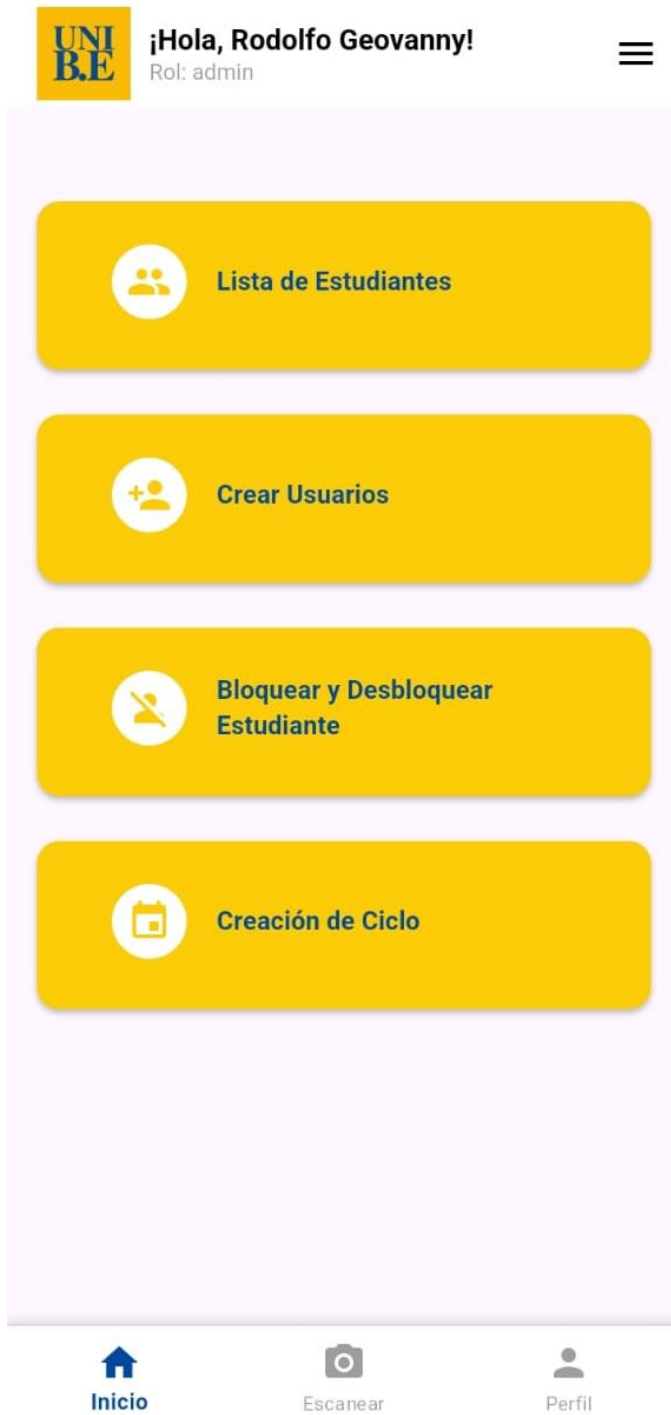 UNI
B.E
¡Hola, Rodolfo Geovanny!
Rol: admin
Lista de Estudiantes
Crear Usuarios
Bloquear y Desbloquear
Estudiante
Creación de Ciclo
Inicio
Escanear
Perfil